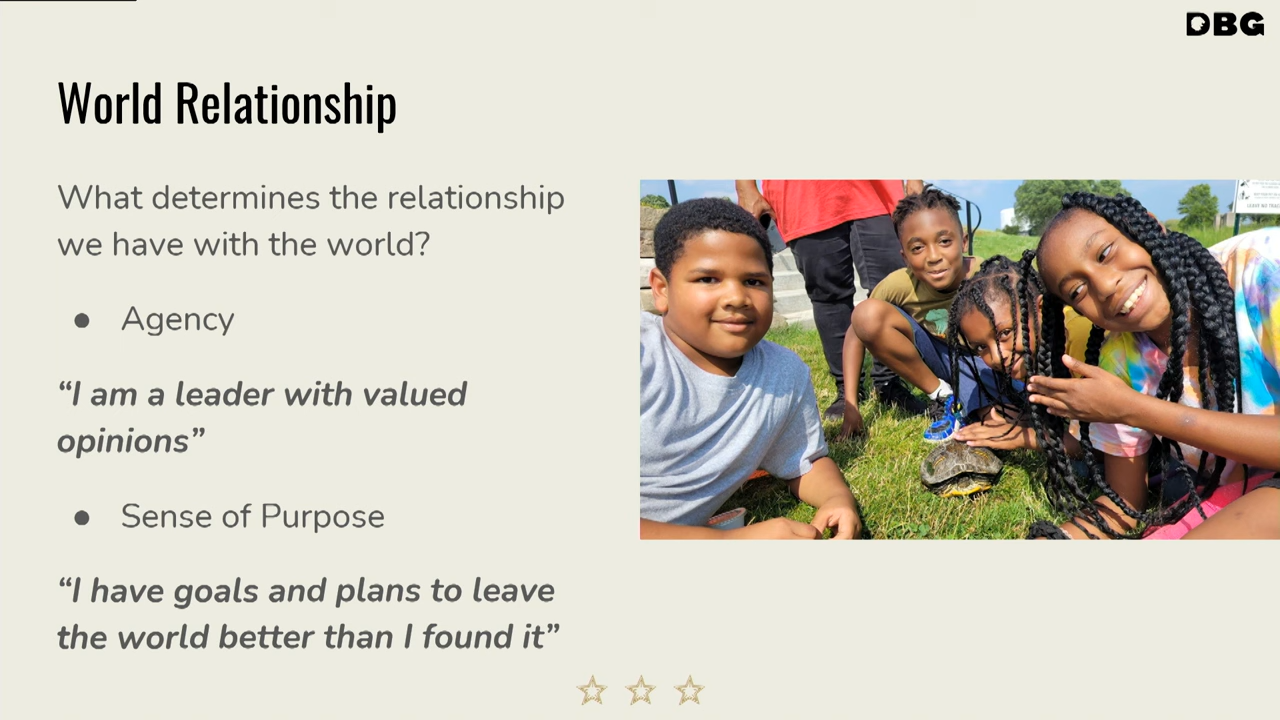 DBG
World Relationship
What determines the relationship
we have with the world?
● Agency
“I am a leader with valued
opinions”
● Sense of Purpose
“I have goals and plans to leave
the world better than I found it”